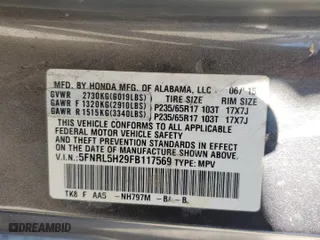 MFD. BY HONDA MFG. OF ALABAMA, LLC 06/15
GVWR 2730KG(6019LBS) TIRE SIZE RIM SIZE
GAWR F 1320KG(2910LBS) P235/65R17 103T 17X7J
GAWR R 1515KG(3340LBS) P235/65R17 103T 17X7J
THIS VEHICLE CONFORMS TO ALL APPLICABLE
FEDERAL MOTOR VEHICLE SAFETY
AND THEFT PREVENTION STANDARDS IN
EFFECT ON THE DATE OF MANUFACTURE
SHOWN ABOVE.
V.I.N: 5FNRL5H29FB117569 TYPE: MPV
TK8 F AA5 -NH797M -BA -B-